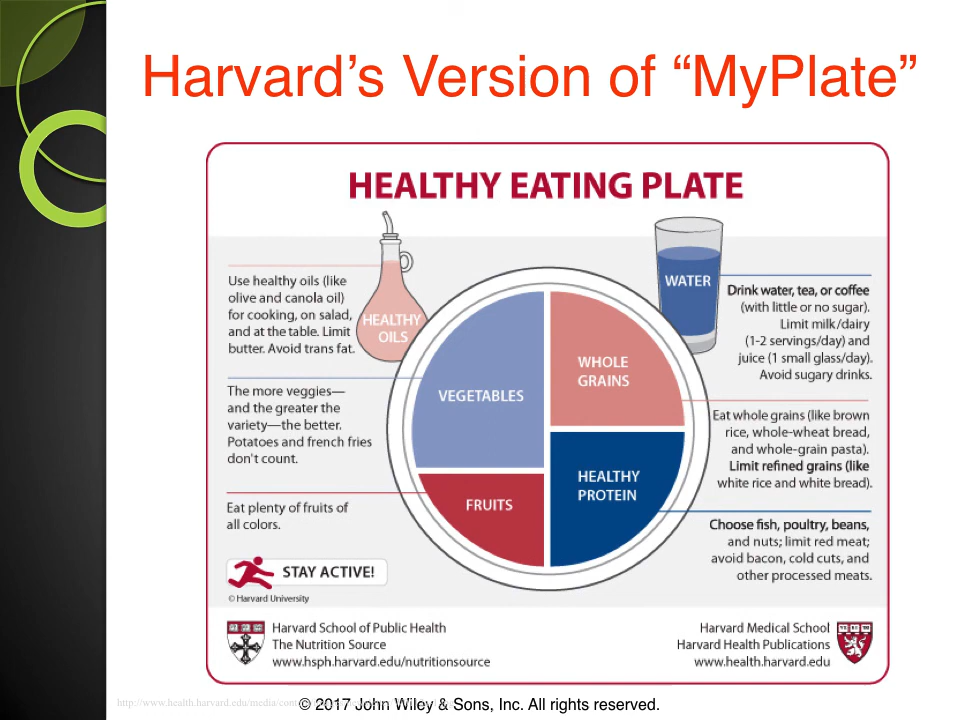 Harvard's Version of “MyPlate”
HEALTHY EATING PLATE
Use healthy oils (like
olive and canola oil)
for cooking, on salad,
and at the table. Limit
butter. Avoid trans fat.
HEALTHY
OILS
WATER
Drink water, tea, or coffee
(with little or no sugar).
Limit milk/dairy
(1-2 servings/day) and
juice (1 small glass/day).
Avoid sugary drinks.
The more veggies—
and the greater the
variety—the better.
Potatoes and french fries
don't count.
VEGETABLES
WHOLE
GRAINS
Eat whole grains (like brown
rice, whole-wheat bread,
and whole-grain pasta).
Limit refined grains (like
white rice and white bread).
Eat plenty of fruits of
all colors.
FRUITS
HEALTHY
PROTEIN
Choose fish, poultry, beans,
and nuts; limit red meat;
avoid bacon, cold cuts, and
other processed meats.
STAY ACTIVE!
© Harvard University
Harvard School of Public Health
The Nutrition Source
www.hsph.harvard.edu/nutritionsource
Harvard Medical School
Harvard Health Publications
www.health.harvard.edu
© 2017 John Wiley & Sons, Inc. All rights reserved.